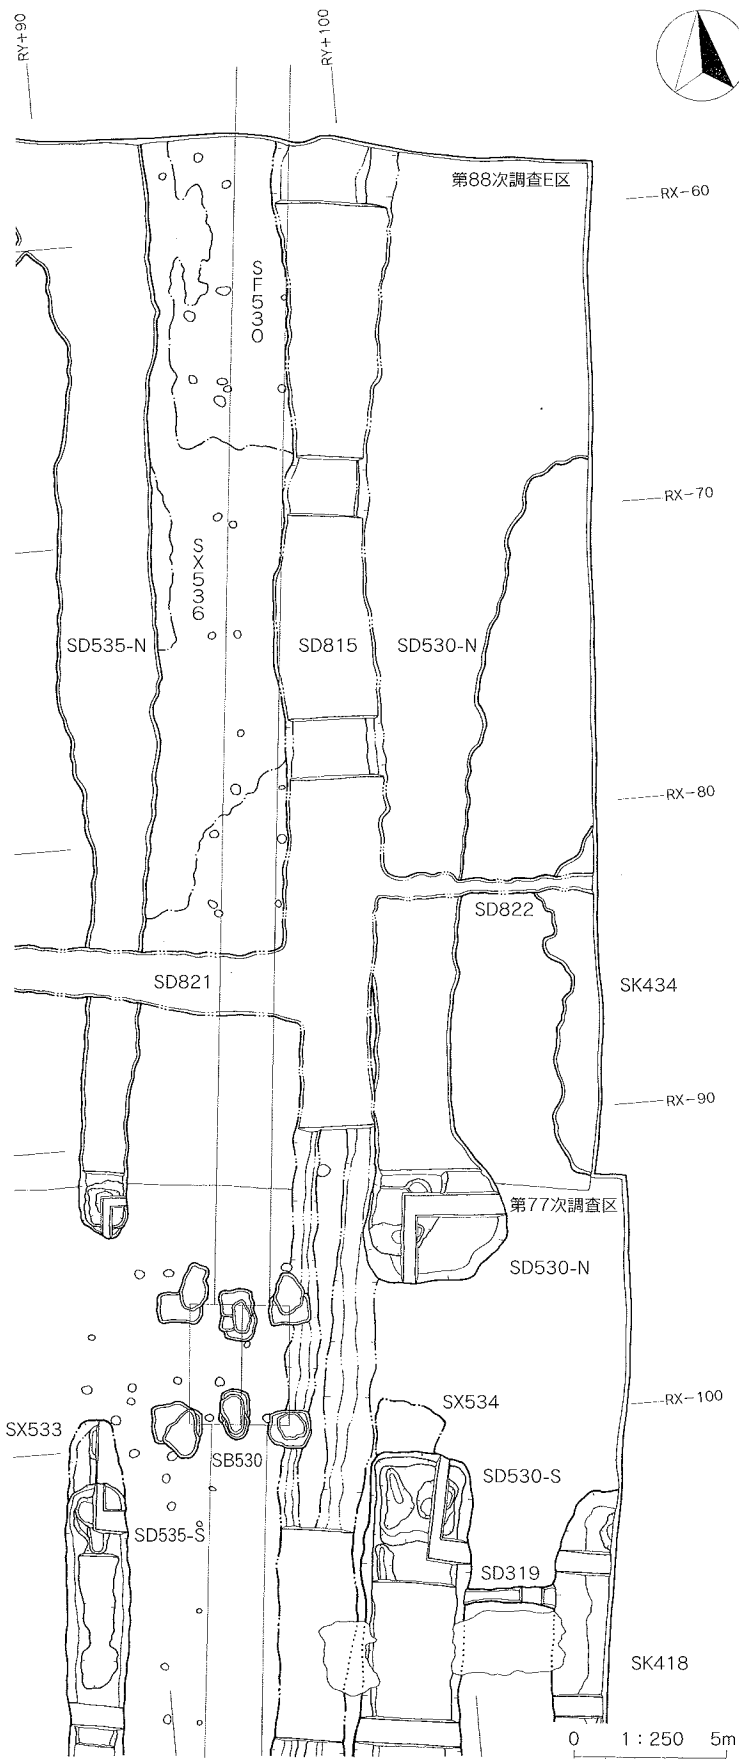 RY+90
RY+100
第88次調査E区
RX-60
SF530
RX-70
SX536
SD535-N
SD815
SD530-N
RX-80
SD822
SD821
SK434
RX-90
第77次調査区
SD530-N
RX-100
SX534
SX533
SB530
SD530-S
SD535-S
SD319
SK418
0 1：250 5m